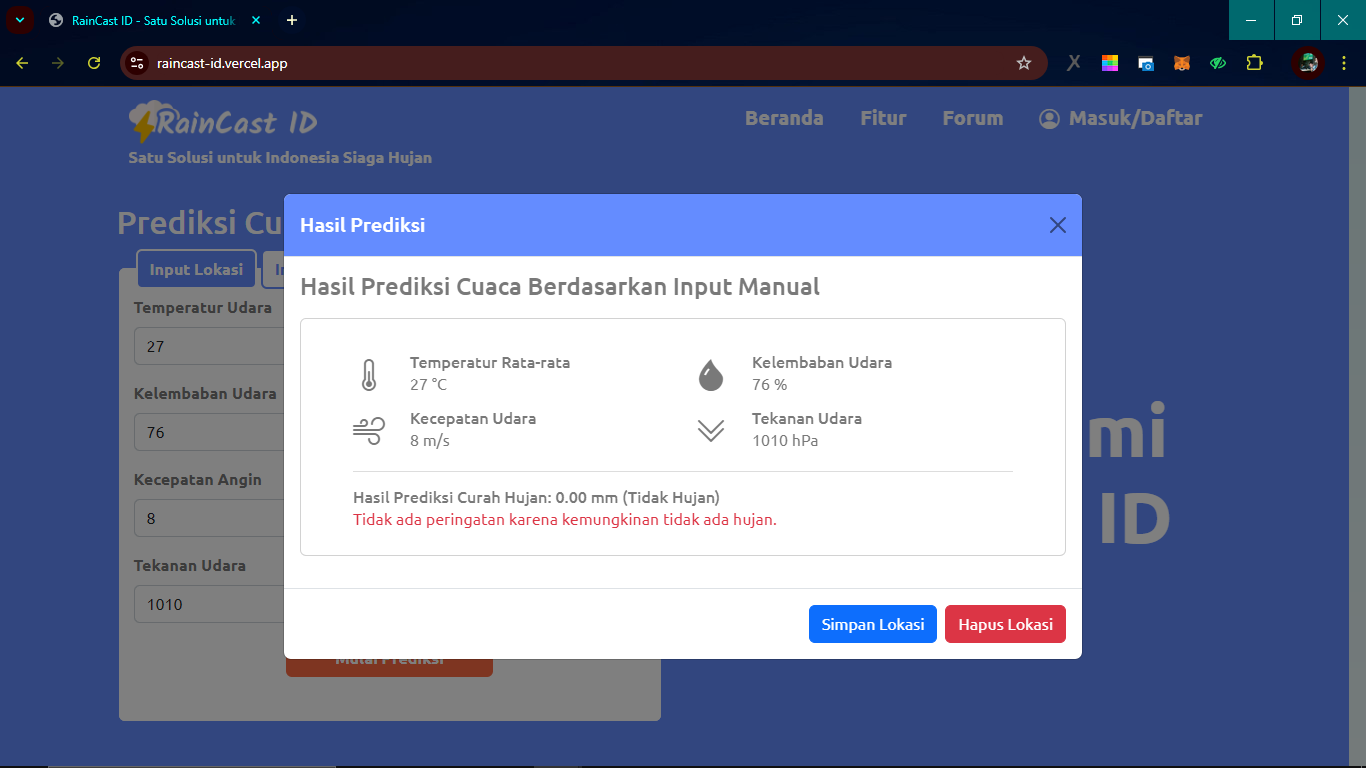 RainCast ID - Satu Solusi untuk
raincast-id.vercel.app
RainCast ID
Satu Solusi untuk Indonesia Siaga Hujan
Beranda
Fitur
Forum
Masuk/Daftar
Prediksi Cu
Input Lokasi
Temperatur Udara
27
Kelembaban Udara
76
Kecepatan Angin
8
Tekanan Udara
1010
Mulai Prediksi
mi
ID
Hasil Prediksi
Hasil Prediksi Cuaca Berdasarkan Input Manual
Temperatur Rata-rata
27 °C
Kelembaban Udara
76 %
Kecepatan Udara
8 m/s
Tekanan Udara
1010 hPa
Hasil Prediksi Curah Hujan: 0.00 mm (Tidak Hujan)
Tidak ada peringatan karena kemungkinan tidak ada hujan.
Simpan Lokasi
Hapus Lokasi